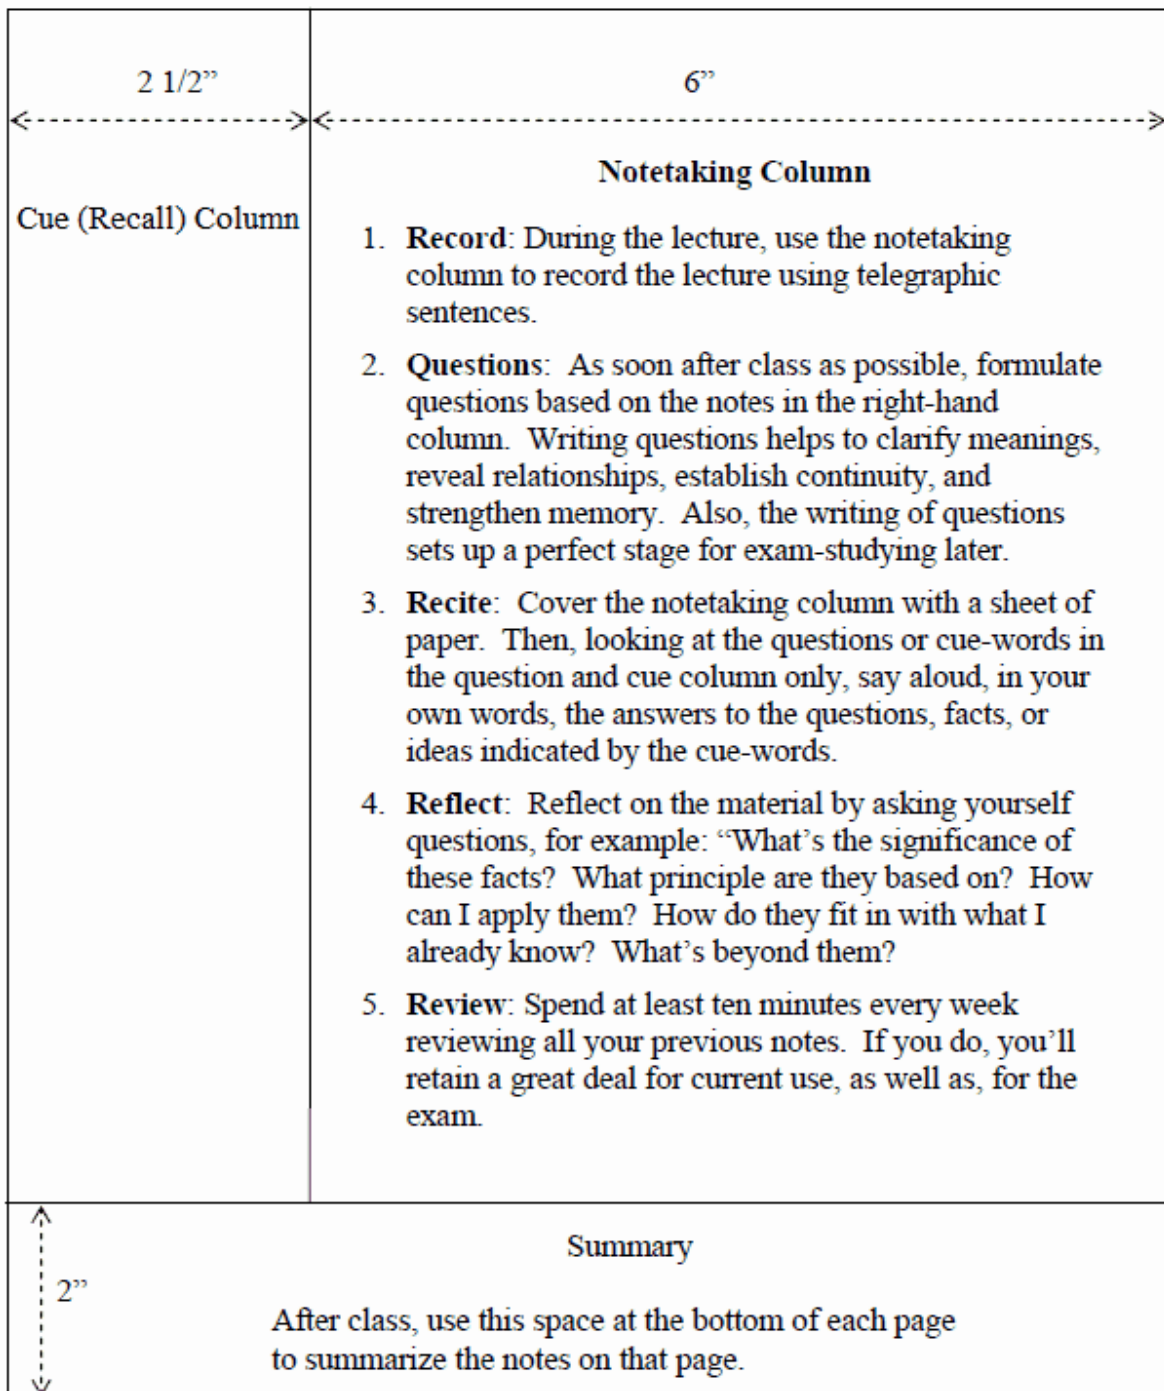 2 1/2”
6”
Notetaking Column
Cue (Recall) Column
1. Record: During the lecture, use the notetaking
column to record the lecture using telegraphic
sentences.
2. Questions:  As soon after class as possible, formulate
questions based on the notes in the right-hand
column.  Writing questions helps to clarify meanings,
reveal relationships, establish continuity, and
strengthen memory.  Also, the writing of questions
sets up a perfect stage for exam-studying later.
3. Recite:  Cover the notetaking column with a sheet of
paper.  Then, looking at the questions or cue-words in
the question and cue column only, say aloud, in your
own words, the answers to the questions, facts, or
ideas indicated by the cue-words.
4. Reflect:  Reflect on the material by asking yourself
questions, for example: “What’s the significance of
these facts?  What principle are they based on?  How
can I apply them?  How do they fit in with what I
already know?  What’s beyond them?
5. Review: Spend at least ten minutes every week
reviewing all your previous notes.  If you do, you’ll
retain a great deal for current use, as well as, for the
exam.
Summary
2”
After class, use this space at the bottom of each page
to summarize the notes on that page.